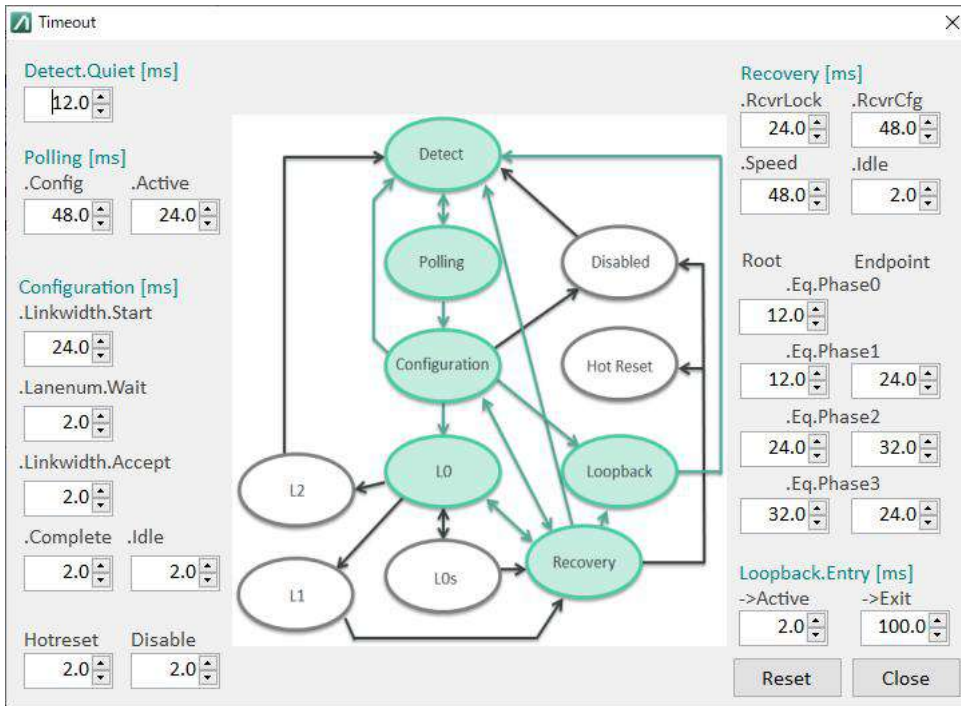 Timeout
Detect.Quiet [ms]
12.0
Polling [ms]
.Config .Active
48.0 24.0
Configuration [ms]
.Linkwidth.Start
24.0
.Lanenum.Wait
2.0
.Linkwidth.Accept
2.0
.Complete .Idle
2.0 2.0
Hotreset Disable
2.0 2.0
Detect
Polling
Disabled
Configuration
Hot Reset
L2
L0
Loopback
L1
L0s
Recovery
Recovery [ms]
.RcvrLock .RcvrCfg
24.0 48.0
.Speed .Idle
48.0 2.0
Root Endpoint
.Eq.Phase0
12.0
.Eq.Phase1
12.0 24.0
.Eq.Phase2
24.0 32.0
.Eq.Phase3
32.0 24.0
Loopback.Entry [ms]
->Active ->Exit
2.0 100.0
Reset Close